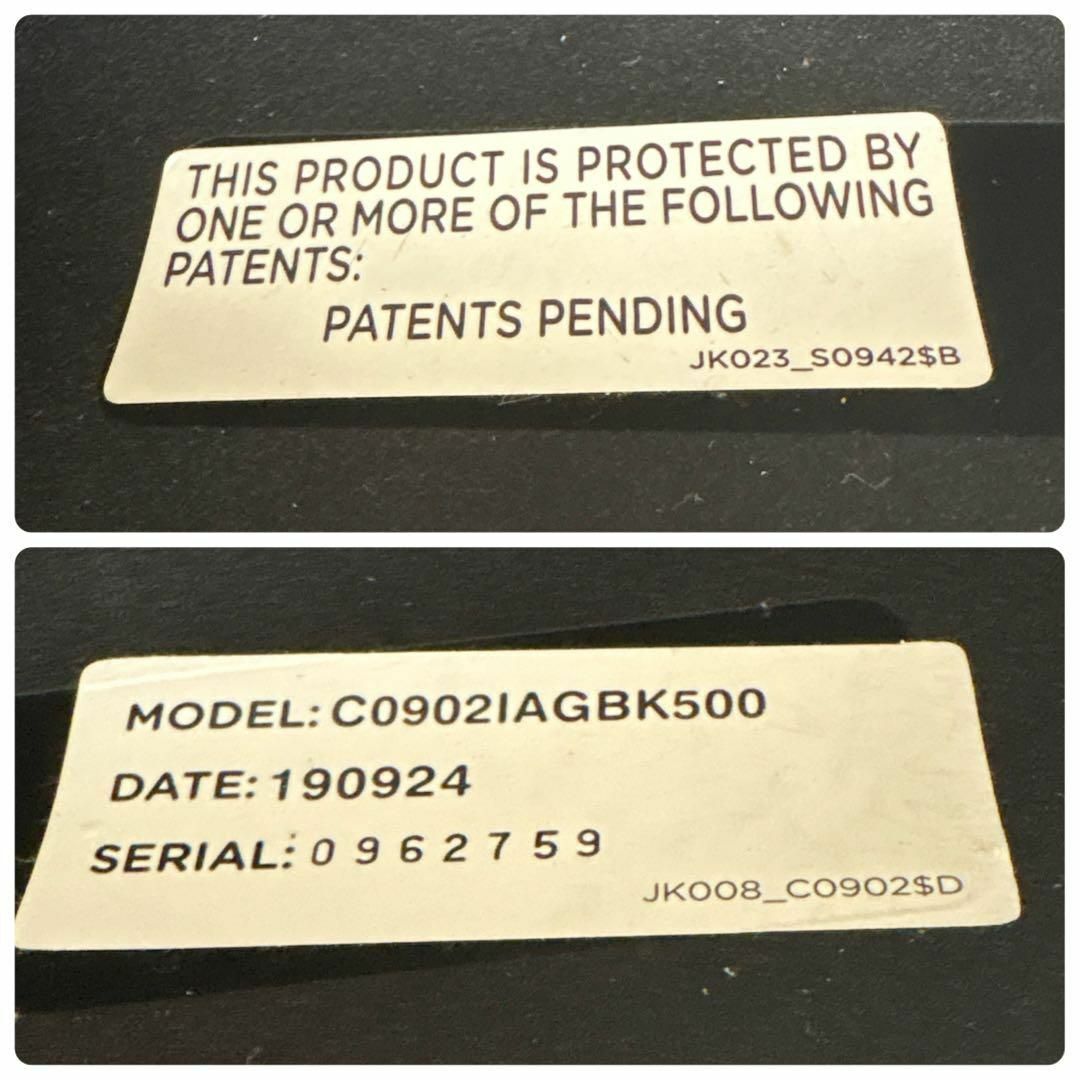 THIS PRODUCT IS PROTECTED BY
ONE OR MORE OF THE FOLLOWING
PATENTS:
PATENTS PENDING
JK023_S0942$B
MODEL: C0902IAGBK500
DATE: 190924
SERIAL: 0962759
JK008_C0902$D